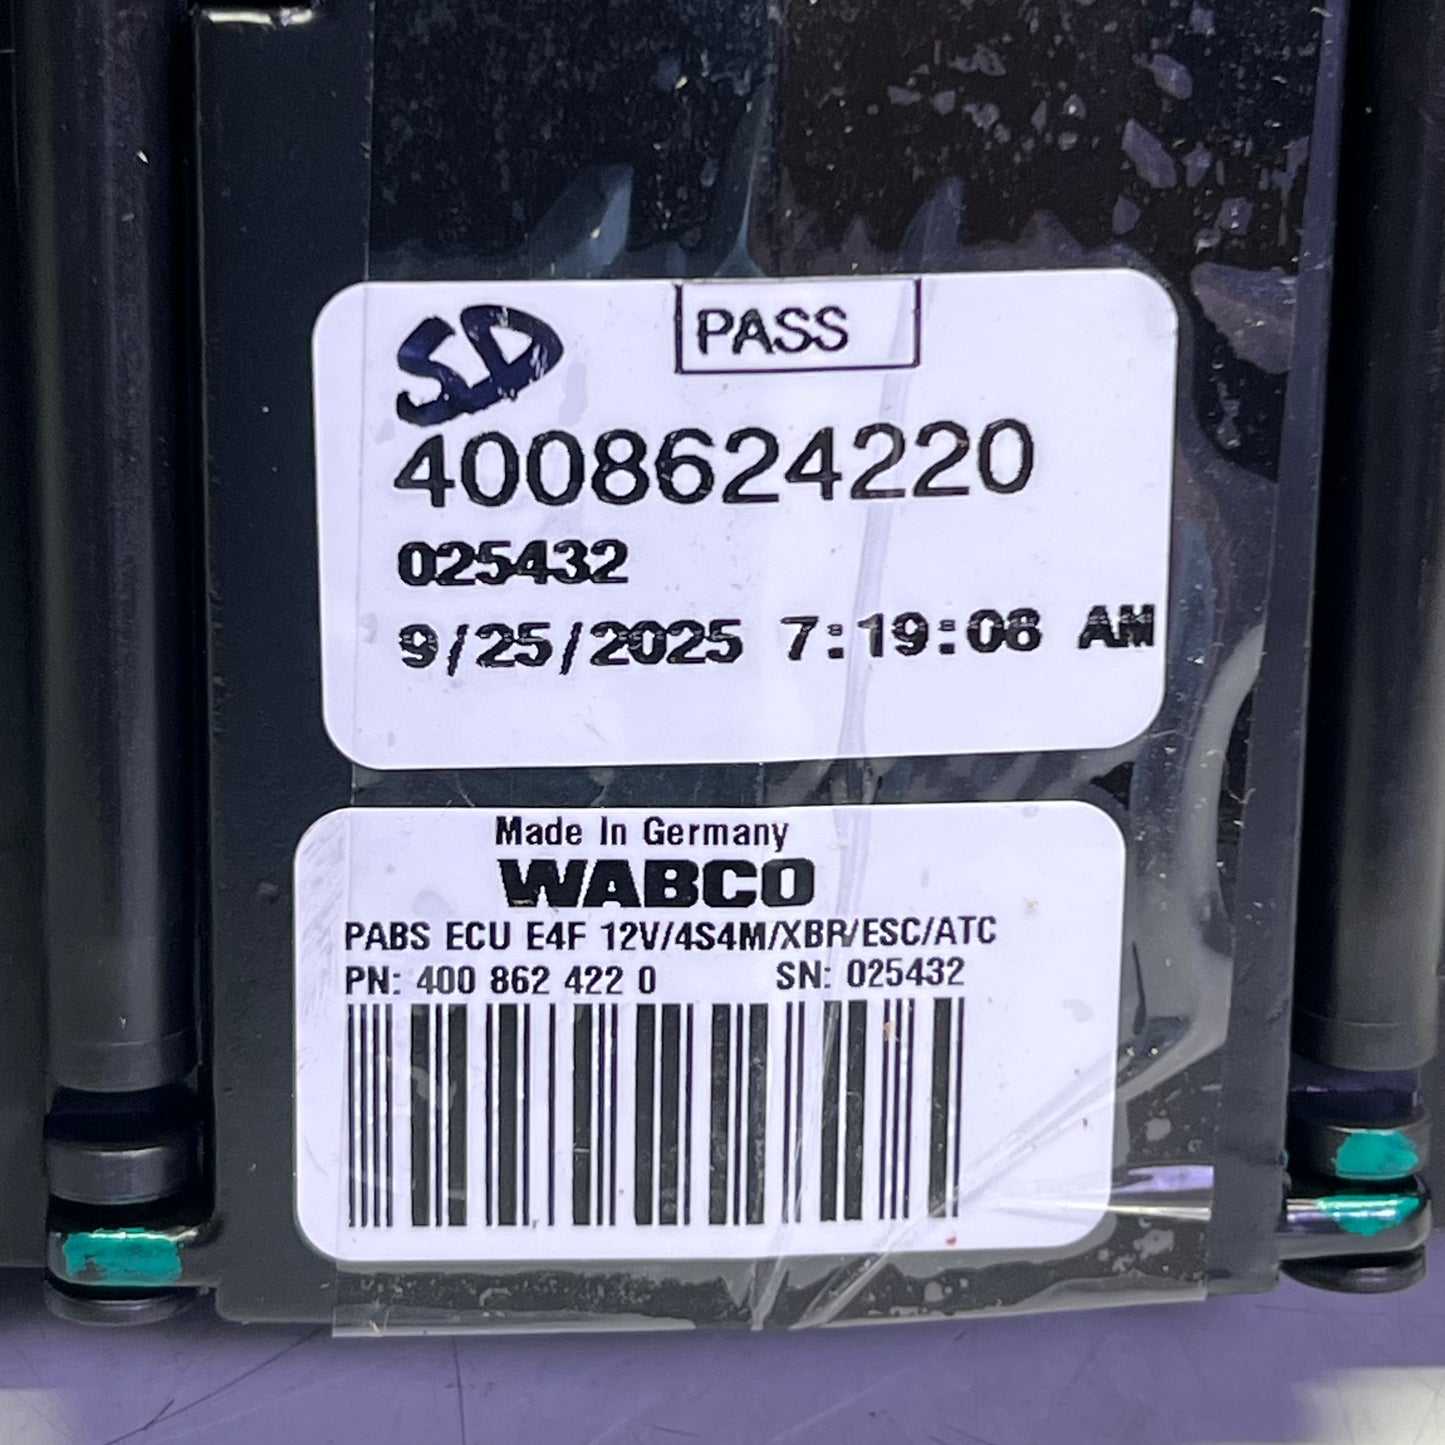 PASS
SD
4008624220
025432
9/25/2025 7:19:08 AM
Made In Germany
WABCO
PABS ECU E4F 12V/4S4M/XBR/ESC/ATC
PN: 400 862 422 0 SN: 025432